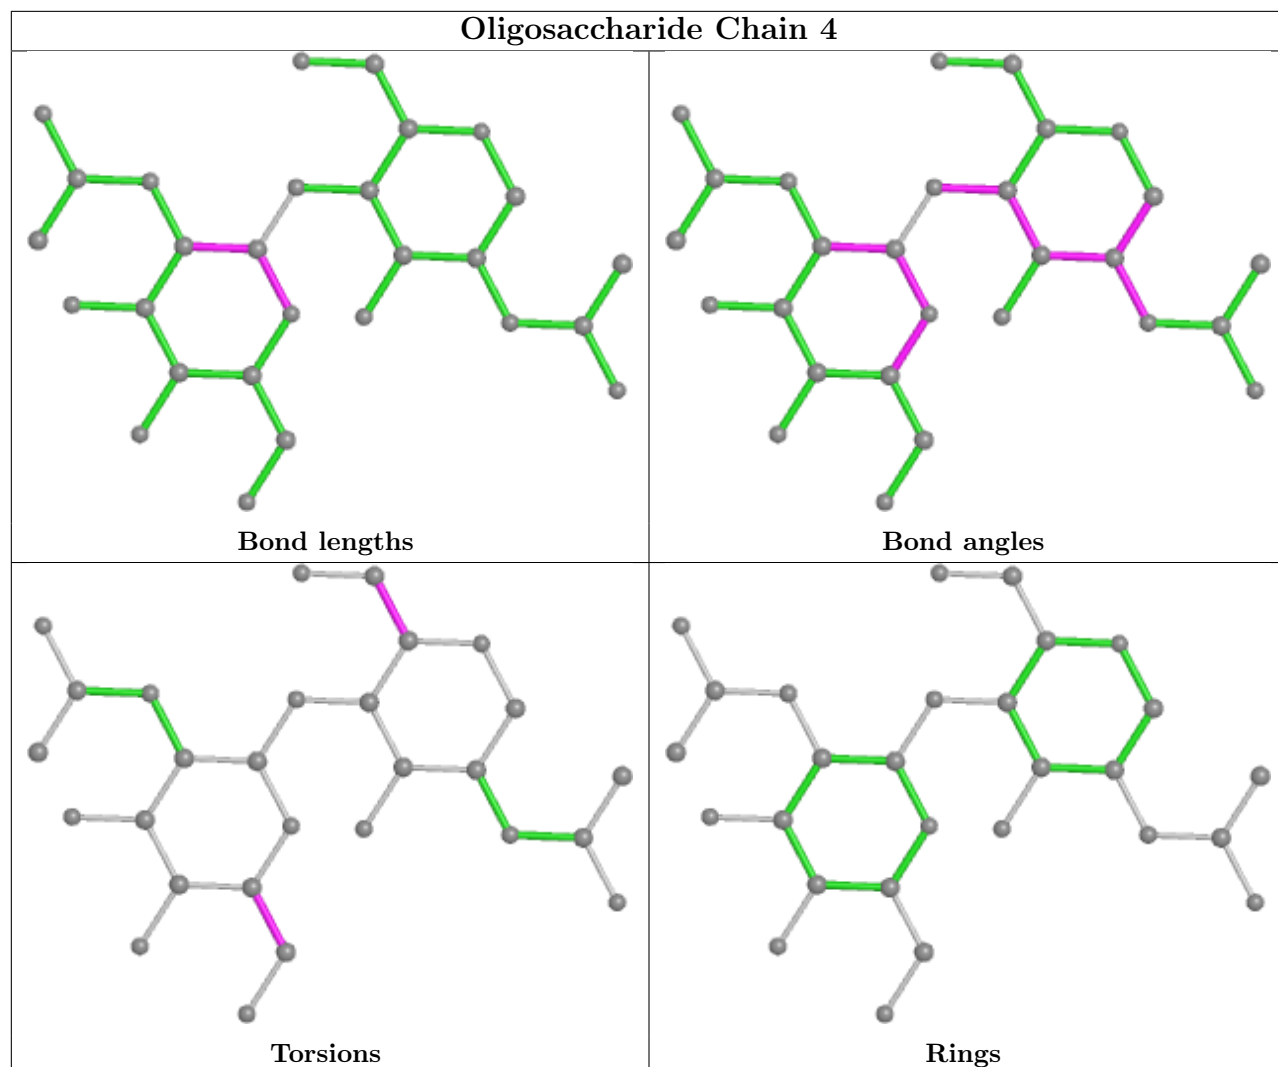 Oligosaccharide Chain 4
Bond lengths
Bond angles
Torsions
Rings